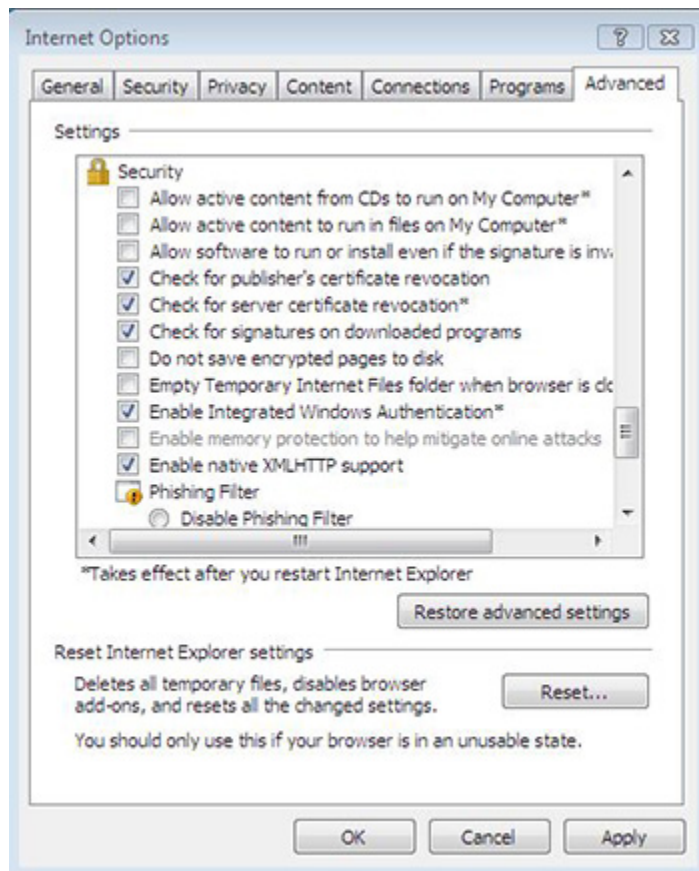 Internet Options
General Security Privacy Content Connections Programs Advanced
Settings
Security
Allow active content from CDs to run on My Computer*
Allow active content to run in files on My Computer*
Allow software to run or install even if the signature is inv
Check for publisher's certificate revocation
Check for server certificate revocation*
Check for signatures on downloaded programs
Do not save encrypted pages to disk
Empty Temporary Internet Files folder when browser is clo
Enable Integrated Windows Authentication*
Enable memory protection to help mitigate online attacks
Enable native XMLHTTP support
Phishing Filter
Disable Phishing Filter
*Takes effect after you restart Internet Explorer
Restore advanced settings
Reset Internet Explorer settings
Deletes all temporary files, disables browser
add-ons, and resets all the changed settings.
Reset...
You should only use this if your browser is in an unusable state.
OK Cancel Apply